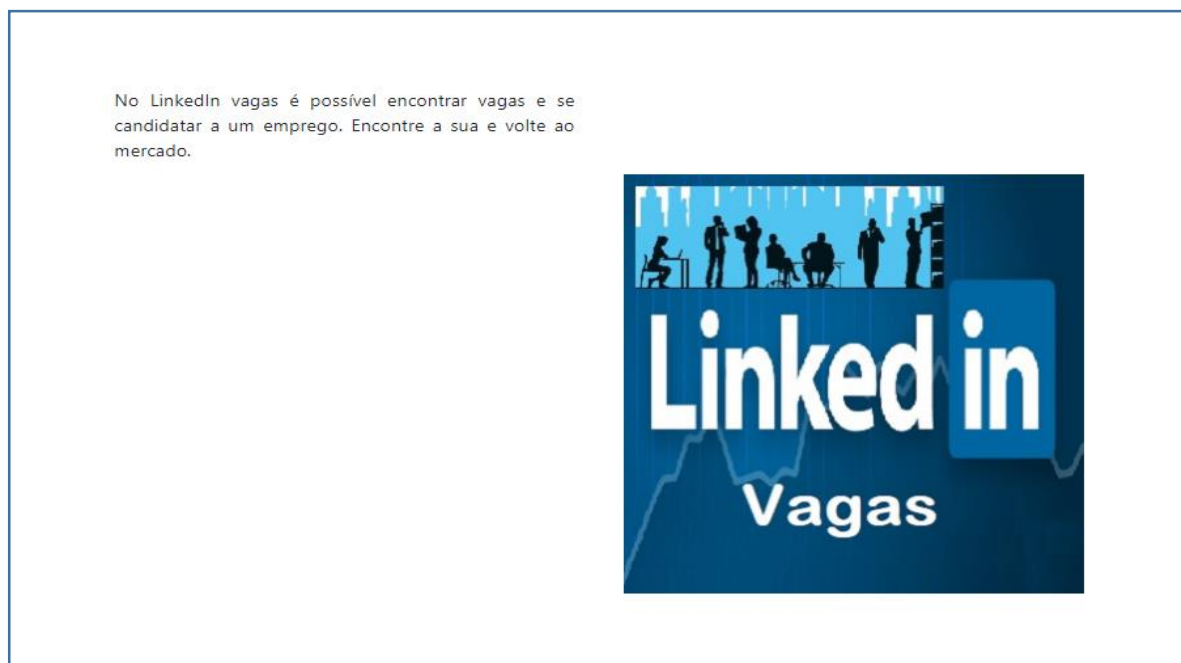 No LinkedIn vagas é possível encontrar vagas e se
candidatar a um emprego. Encontre a sua e volte ao
mercado.
Linked in
Vagas